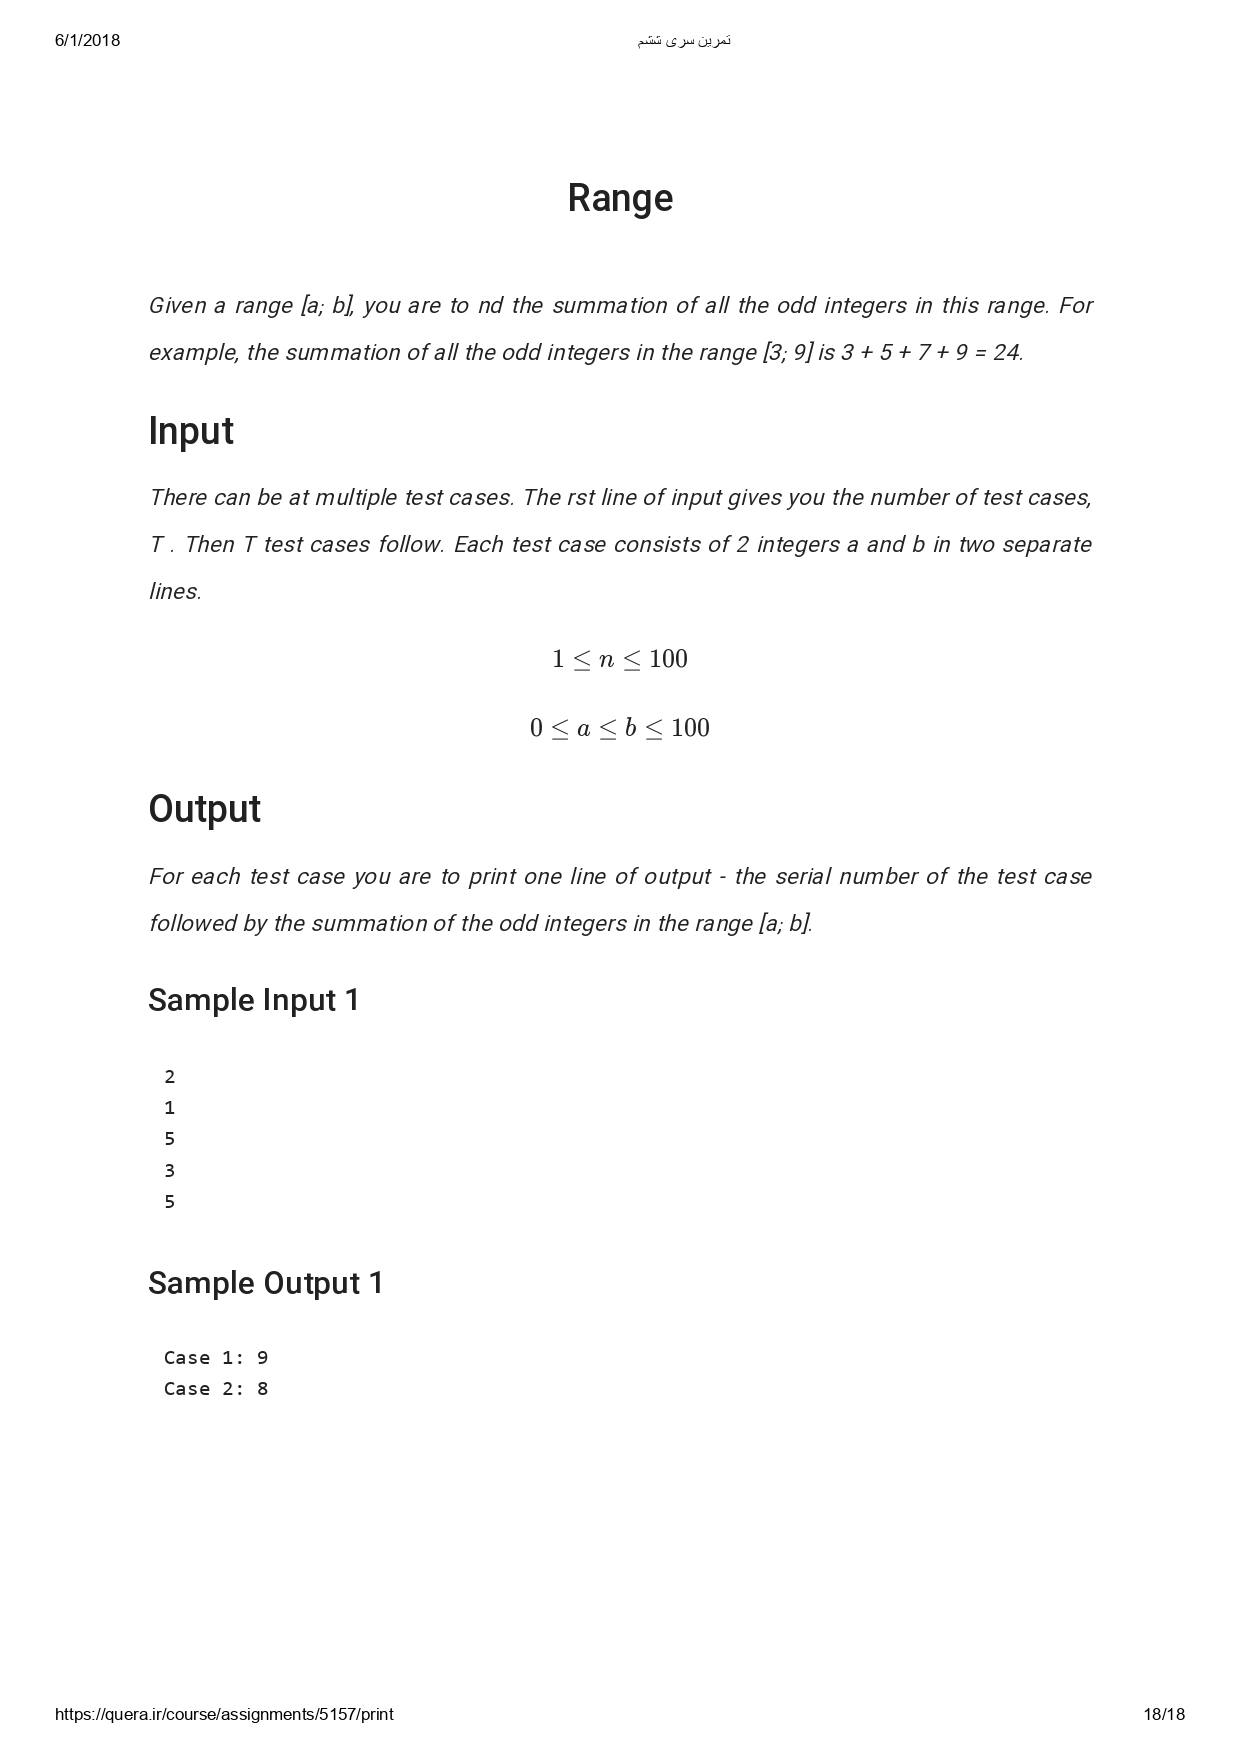 6/1/2018 تمرین سری ششم
Range
Given a range [a; b], you are to nd the summation of all the odd integers in this range. For
example, the summation of all the odd integers in the range [3; 9] is 3 + 5 + 7 + 9 = 24.
Input
There can be at multiple test cases. The rst line of input gives you the number of test cases,
T . Then T test cases follow. Each test case consists of 2 integers a and b in two separate
lines.
1 ≤ n ≤ 100
0 ≤ a ≤ b ≤ 100
Output
For each test case you are to print one line of output - the serial number of the test case
followed by the summation of the odd integers in the range [a; b].
Sample Input 1
2
1
5
3
5
Sample Output 1
Case 1: 9
Case 2: 8
https://quera.ir/course/assignments/5157/print 18/18